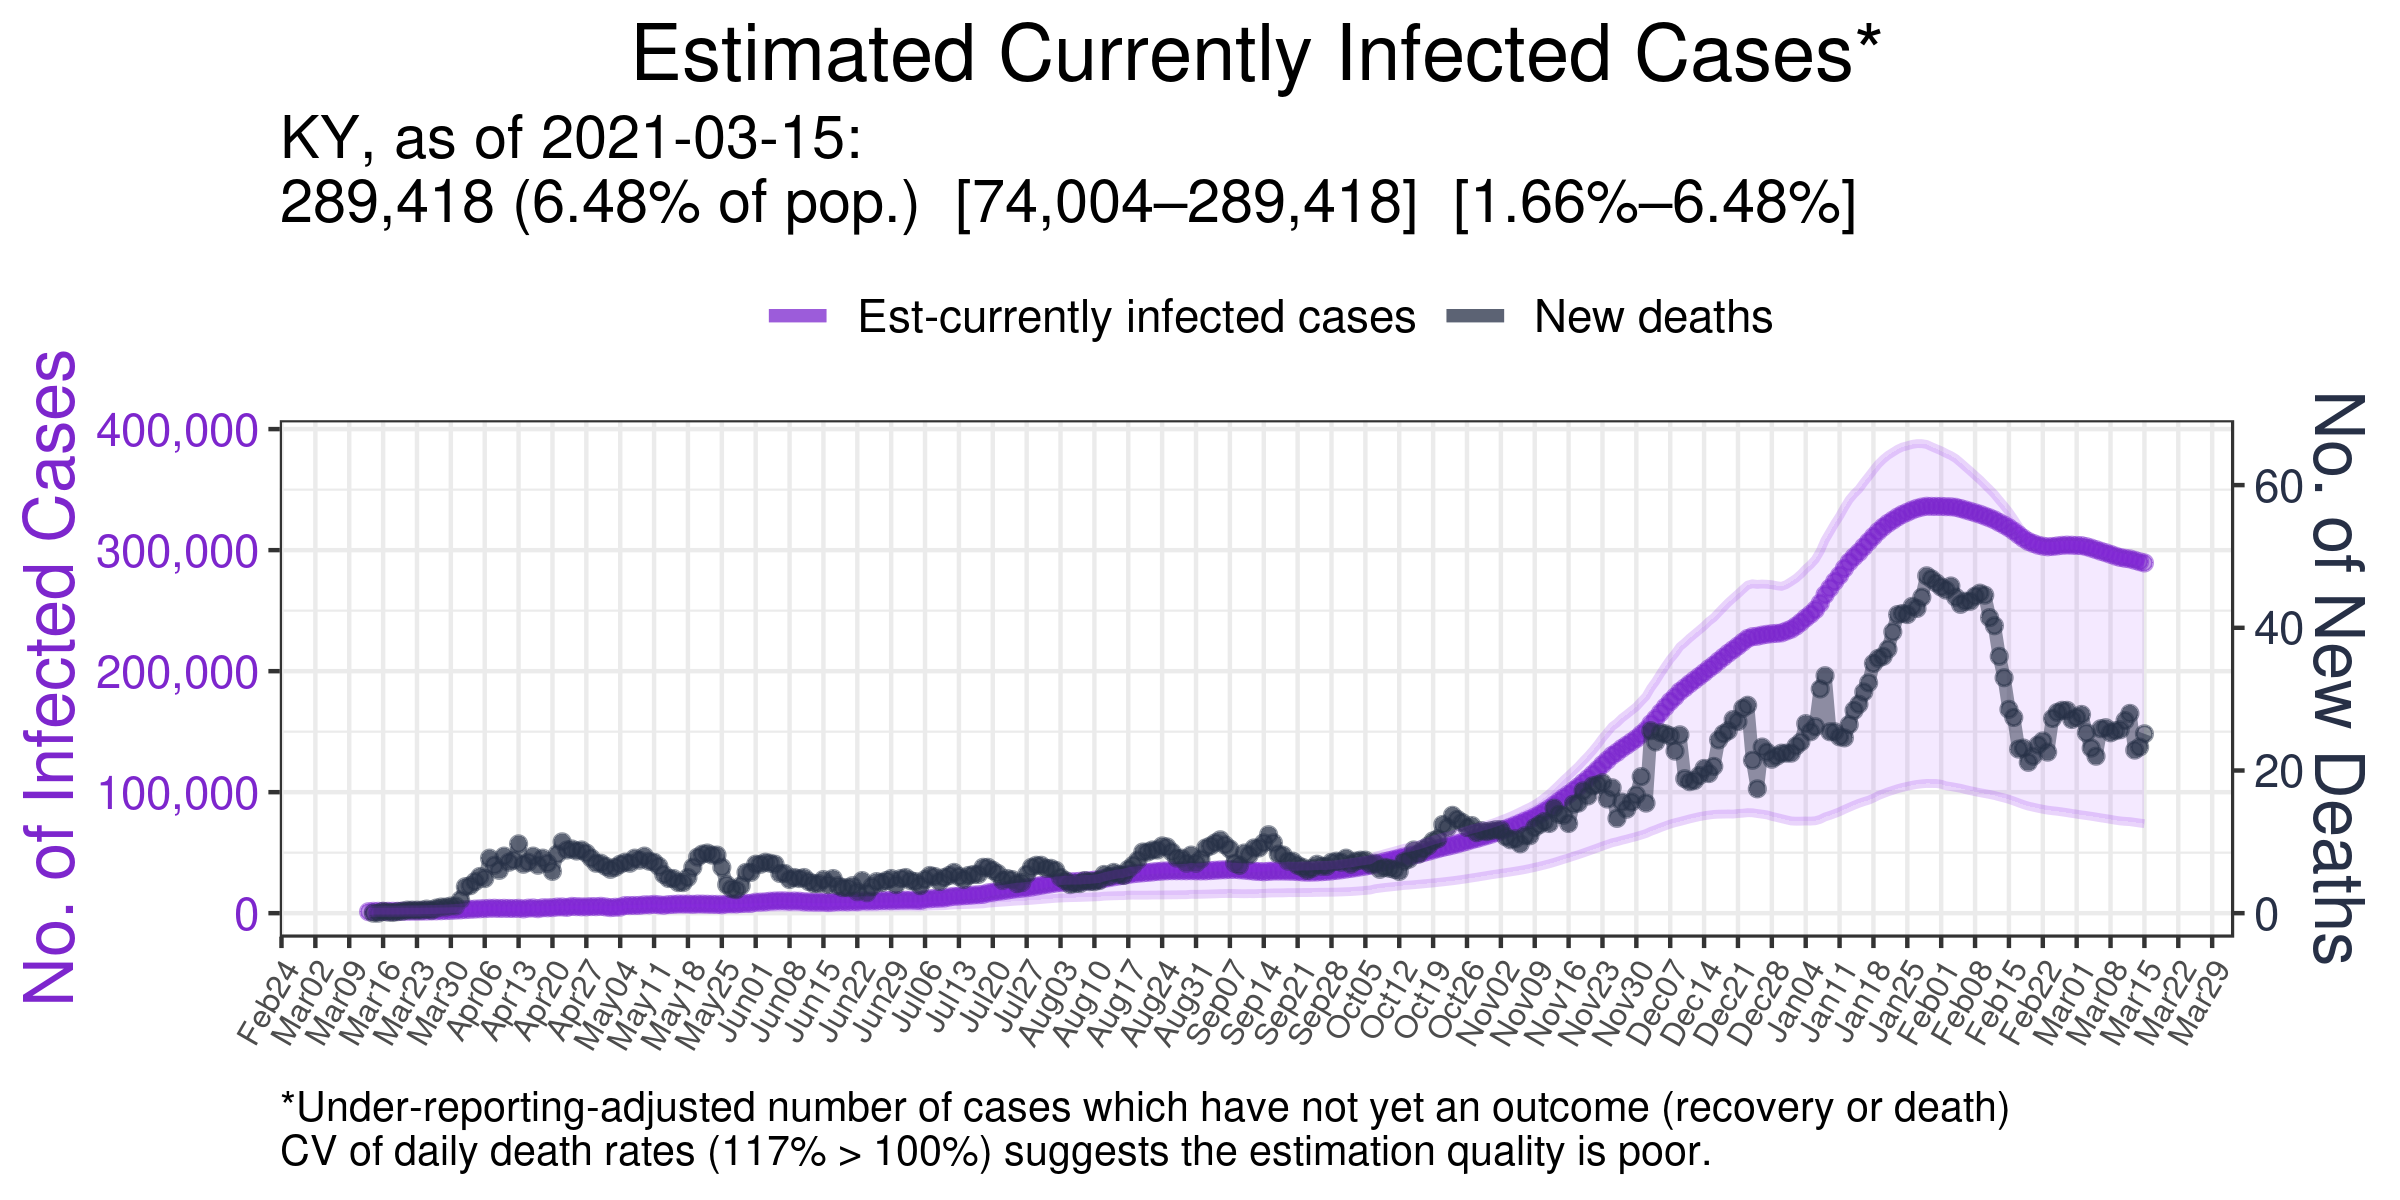 Estimated Currently Infected Cases*
KY, as of 2021-03-15:
289,418 (6.48% of pop.)  [74,004–289,418]  [1.66%–6.48%]
Est-currently infected cases New deaths
No. of Infected Cases
400,000
300,000
200,000
100,000
0
60
40
20
0
No. of New Deaths
Feb24 Mar02 Mar09 Mar16 Mar23 Mar30 Apr06 Apr13 Apr20 Apr27 May04 May11 May18 May25 Jun01 Jun08 Jun15 Jun22 Jun29 Jul06 Jul13 Jul20 Jul27 Aug03 Aug10 Aug17 Aug24 Aug31 Sep07 Sep14 Sep21 Sep28 Oct05 Oct12 Oct19 Oct26 Nov02 Nov09 Nov16 Nov23 Nov30 Dec07 Dec14 Dec21 Dec28 Jan04 Jan11 Jan18 Jan25 Feb01 Feb08 Feb15 Feb22 Mar01 Mar08 Mar15 Mar22 Mar29
*Under-reporting-adjusted number of cases which have not yet an outcome (recovery or death)
CV of daily death rates (117% > 100%) suggests the estimation quality is poor.